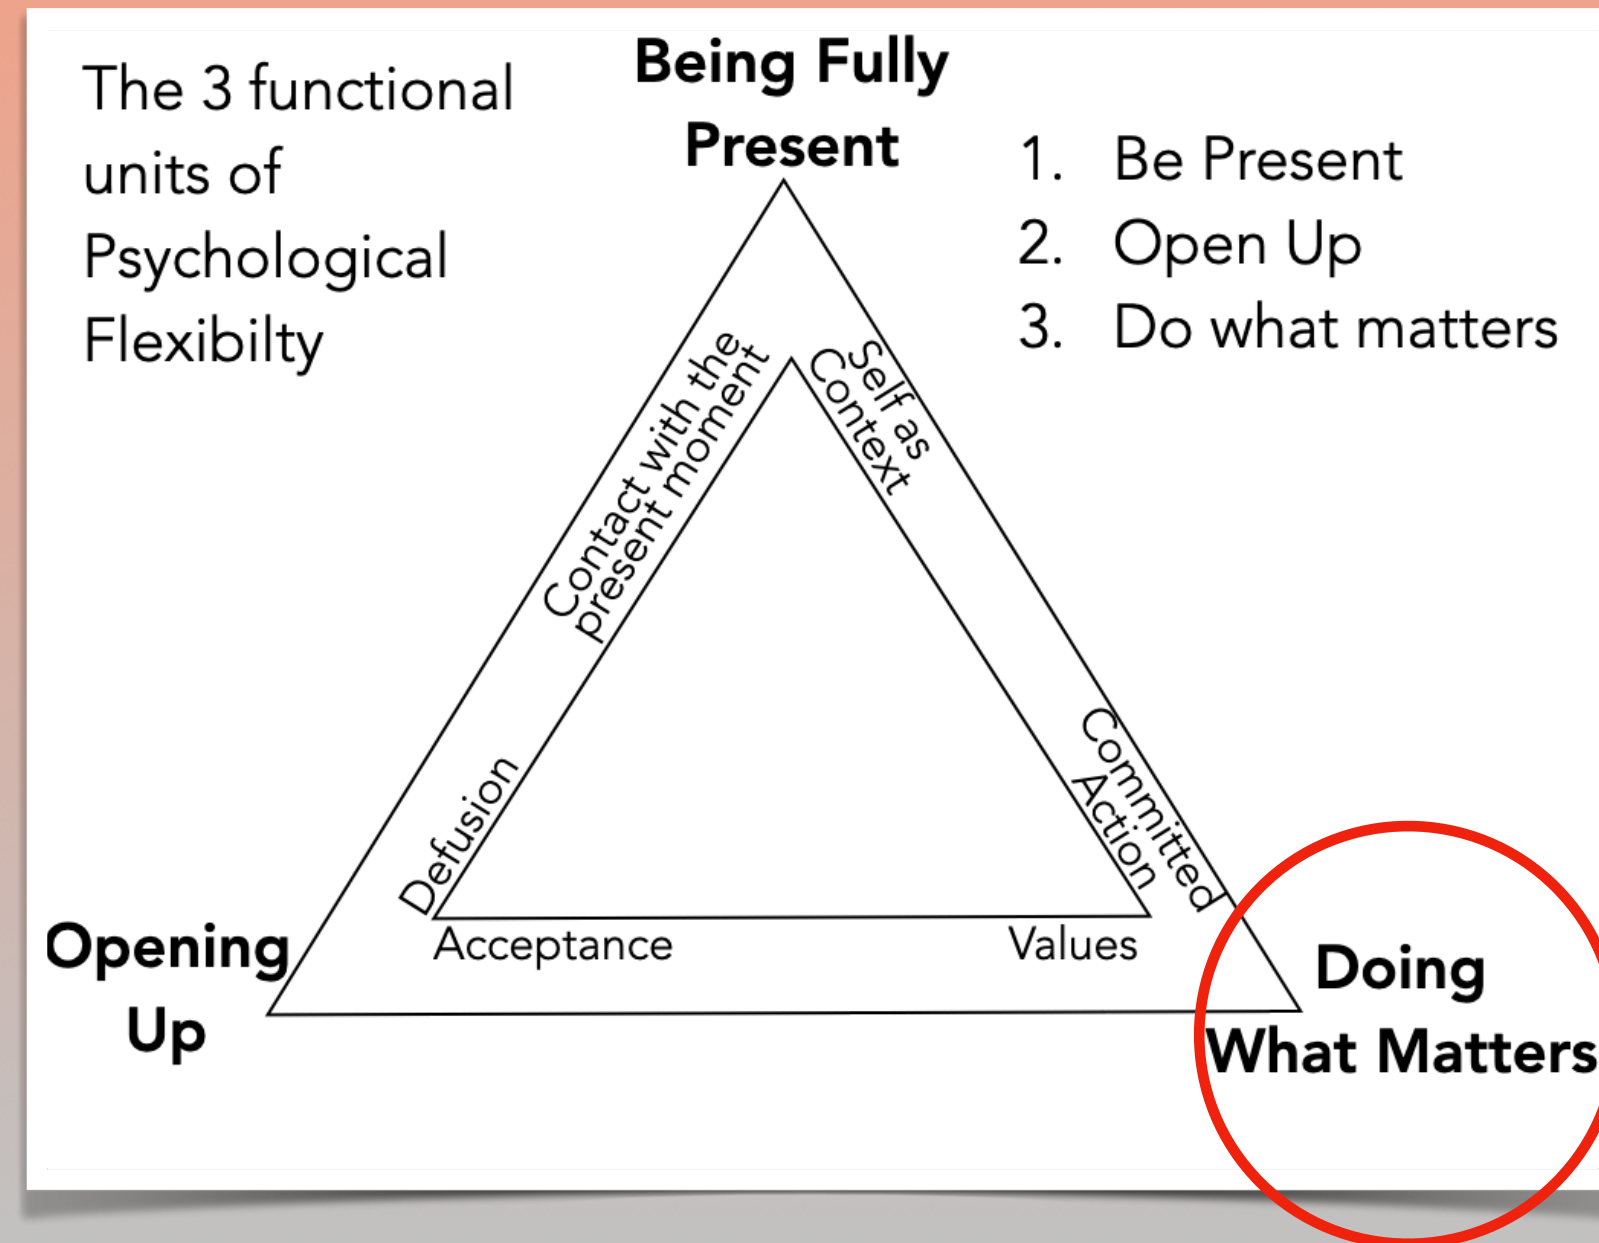 The 3 functional
units of
Psychological
Flexibilty
Being Fully
Present
1. Be Present
2. Open Up
3. Do what matters
Contact with the
present moment
Self as
Context
Defusion
Committed
Action
Acceptance
Values
Opening
Up
Doing
What Matters